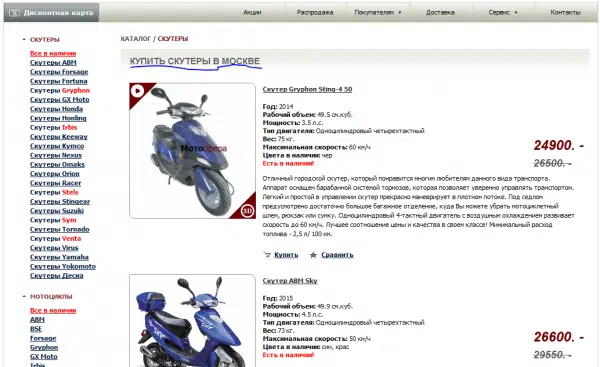 Дисконтная карта
Акции
Распродажа
Покупателям ▼
Доставка
Сервис ▼
Контакты
СКУТЕРЫ
Все в наличии
Скутеры ABM
Скутеры Forsage
Скутеры Fortuna
Скутеры Gryphon
Скутеры GX Moto
Скутеры Honda
Скутеры Honling
Скутеры Irbis
Скутеры Keeway
Скутеры Kymco
Скутеры Nexus
Скутеры Omaks
Скутеры Orion
Скутеры Racer
Скутеры Stels
Скутеры Stingear
Скутеры Suzuki
Скутеры Sym
Скутеры Tornado
Скутеры Venta
Скутеры Virus
Скутеры Yamaha
Скутеры Yokomoto
Скутеры Десна
МОТОЦИКЛЫ
Все в наличии
ABM
BSE
Forsage
Gryphon
GX Moto
Irbis
КАТАЛОГ / СКУТЕРЫ
КУПИТЬ СКУТЕРЫ В МОСКВЕ
Мотосфера
3D
Скутер Gryphon Sting-4 50
Год: 2014
Рабочий объем: 49.5 см.куб.
Мощность: 3.5 л.с.
Тип двигателя: Одноцилиндровый четырехтактный
Вес: 75 кг.
Максимальная скорость: 60 км/ч
Цвета в наличии: чер
Есть в наличии!
24900. -
26500. -
Отличный городской скутер, который понравится многим любителям данного вида транспорта.
Аппарат оснащен барабанной системой тормозов, которая позволяет уверенно управлять транспортом.
Легкий и простой в управлении скутер прекрасно маневрирует в плотном потоке. Под седлом
предусмотрено достаточно большое багажное отделение, куда Вы можете убрать мотоциклетный
шлем, рюкзак или сумку. Одноцилиндровый 4-тактный двигатель с воздушным охлаждением развивает
скорость до 60 км/ч. Лучшее соотношение цены и качества в своем классе! Минимальный расход
топлива - 2,5 л/ 100 км.
Купить
Сравнить
Скутер ABM Sky
Год: 2015
Рабочий объем: 49.9 см.куб.
Мощность: 4.5 л.с.
Тип двигателя: Одноцилиндровый четырехтактный
Вес: 73 кг.
Максимальная скорость: 50 км/ч
Цвета в наличии: син, крас
Есть в наличии!
26600. -
29550. -